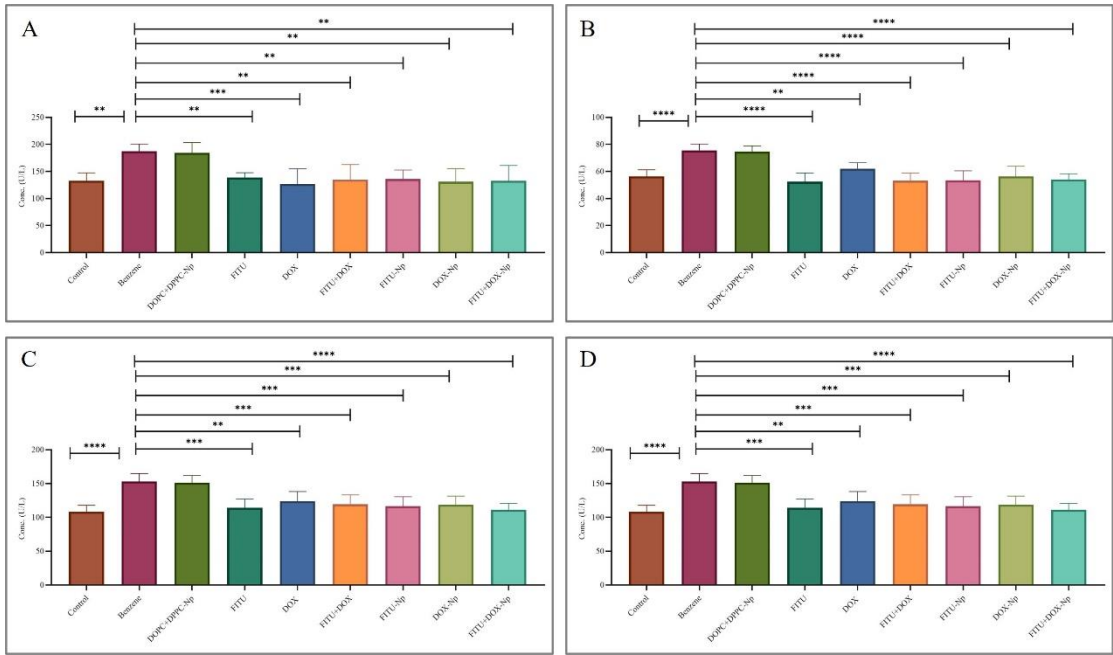 A
**
**
**
**
***
**
**
Conc. (U/L)
250
200
150
100
50
0
Control
Benzene
DOPC+DPPC-Np
FITU
DOX
FITU+DOX
FITU-Np
DOX-Np
FITU+DOX-Np
B
****
****
****
****
**
****
****
Conc. (U/L)
100
80
60
40
20
0
Control
Benzene
DOPC+DPPC-Np
FITU
DOX
FITU+DOX
FITU-Np
DOX-Np
FITU+DOX-Np
C
****
***
***
***
**
****
***
Conc. (U/L)
200
150
100
50
0
Control
Benzene
DOPC+DPPC-Np
FITU
DOX
FITU+DOX
FITU-Np
DOX-Np
FITU+DOX-Np
D
****
***
***
***
**
****
***
Conc. (U/L)
200
150
100
50
0
Control
Benzene
DOPC+DPPC-Np
FITU
DOX
FITU+DOX
FITU-Np
DOX-Np
FITU+DOX-Np